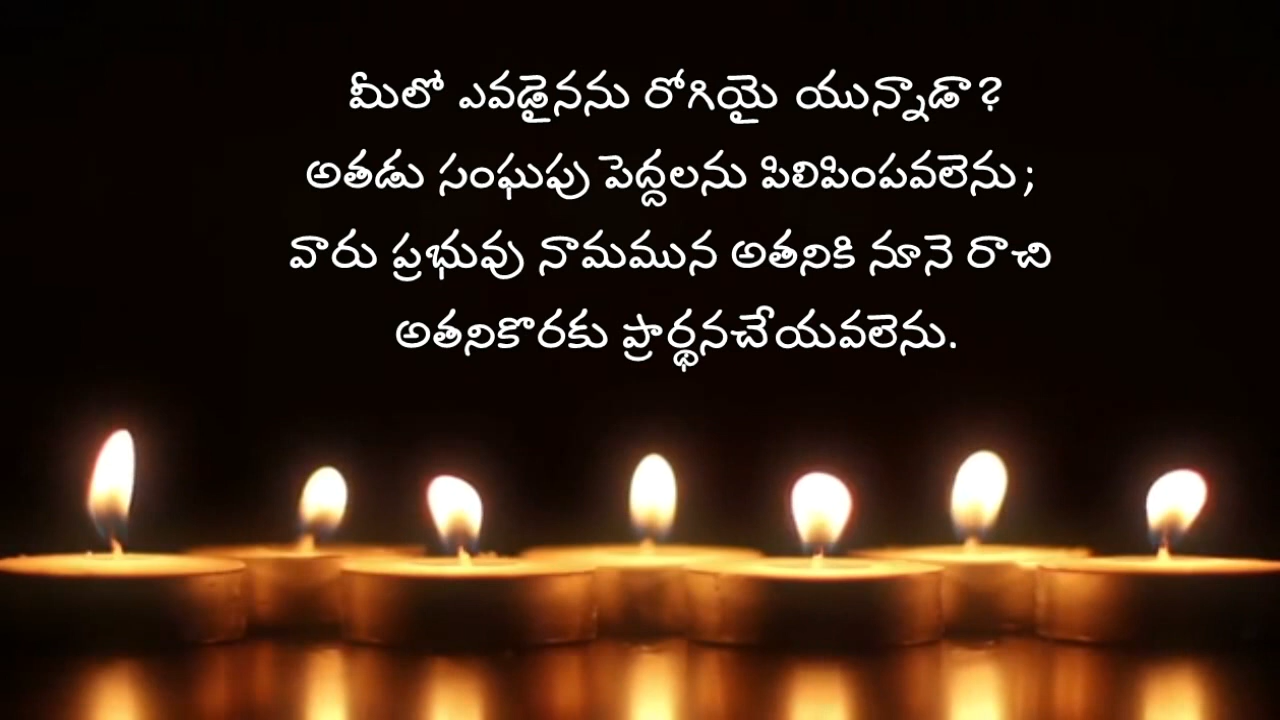 మీలో ఎవడైనను రోగియై యున్నాడా?
అతడు సంఘపు పెద్దలను పిలిపింపవలెను;
వారు ప్రభువు నామమున అతనికి నూనె రాచి
అతనికొరకు ప్రార్థనచేయవలెను.